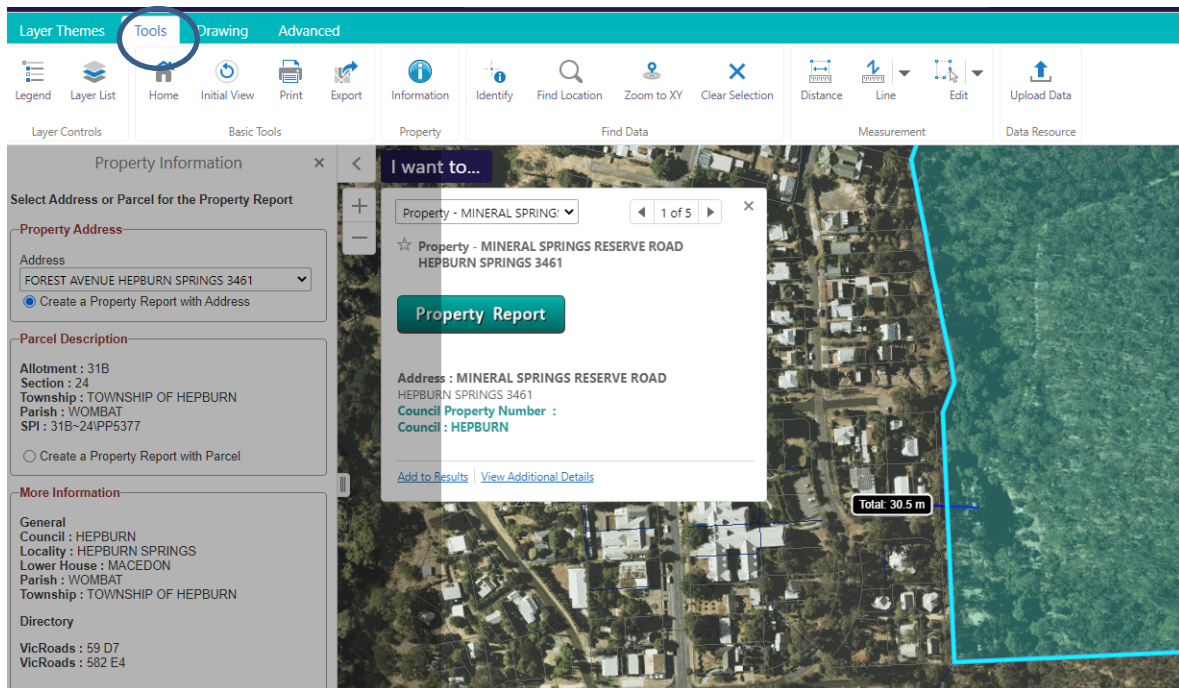 Layer Themes Tools Drawing Advanced
Legend Layer List Home Initial View Print Export Information Identify Find Location Zoom to XY Clear Selection Distance Line Edit Upload Data
Layer Controls Basic Tools Property Find Data Measurement Data Resource
Property Information
Select Address or Parcel for the Property Report
Property Address
Address
FOREST AVENUE HEPBURN SPRINGS 3461
Create a Property Report with Address
Parcel Description
Allotment : 31B
Section : 24
Township : TOWNSHIP OF HEPBURN
Parish : WOMBAT
SPI : 31B~24\PP5377
Create a Property Report with Parcel
More Information
General
Council : HEPBURN
Locality : HEPBURN SPRINGS
Lower House : MACEDON
Parish : WOMBAT
Township : TOWNSHIP OF HEPBURN
Directory
VicRoads : 59 D7
VicRoads : 582 E4
I want to...
Property - MINERAL SPRING: 1 of 5
Property - MINERAL SPRINGS RESERVE ROAD
HEPBURN SPRINGS 3461
Property Report
Address : MINERAL SPRINGS RESERVE ROAD
HEPBURN SPRINGS 3461
Council Property Number :
Council : HEPBURN
Add to Results View Additional Details
Total: 30.5 m